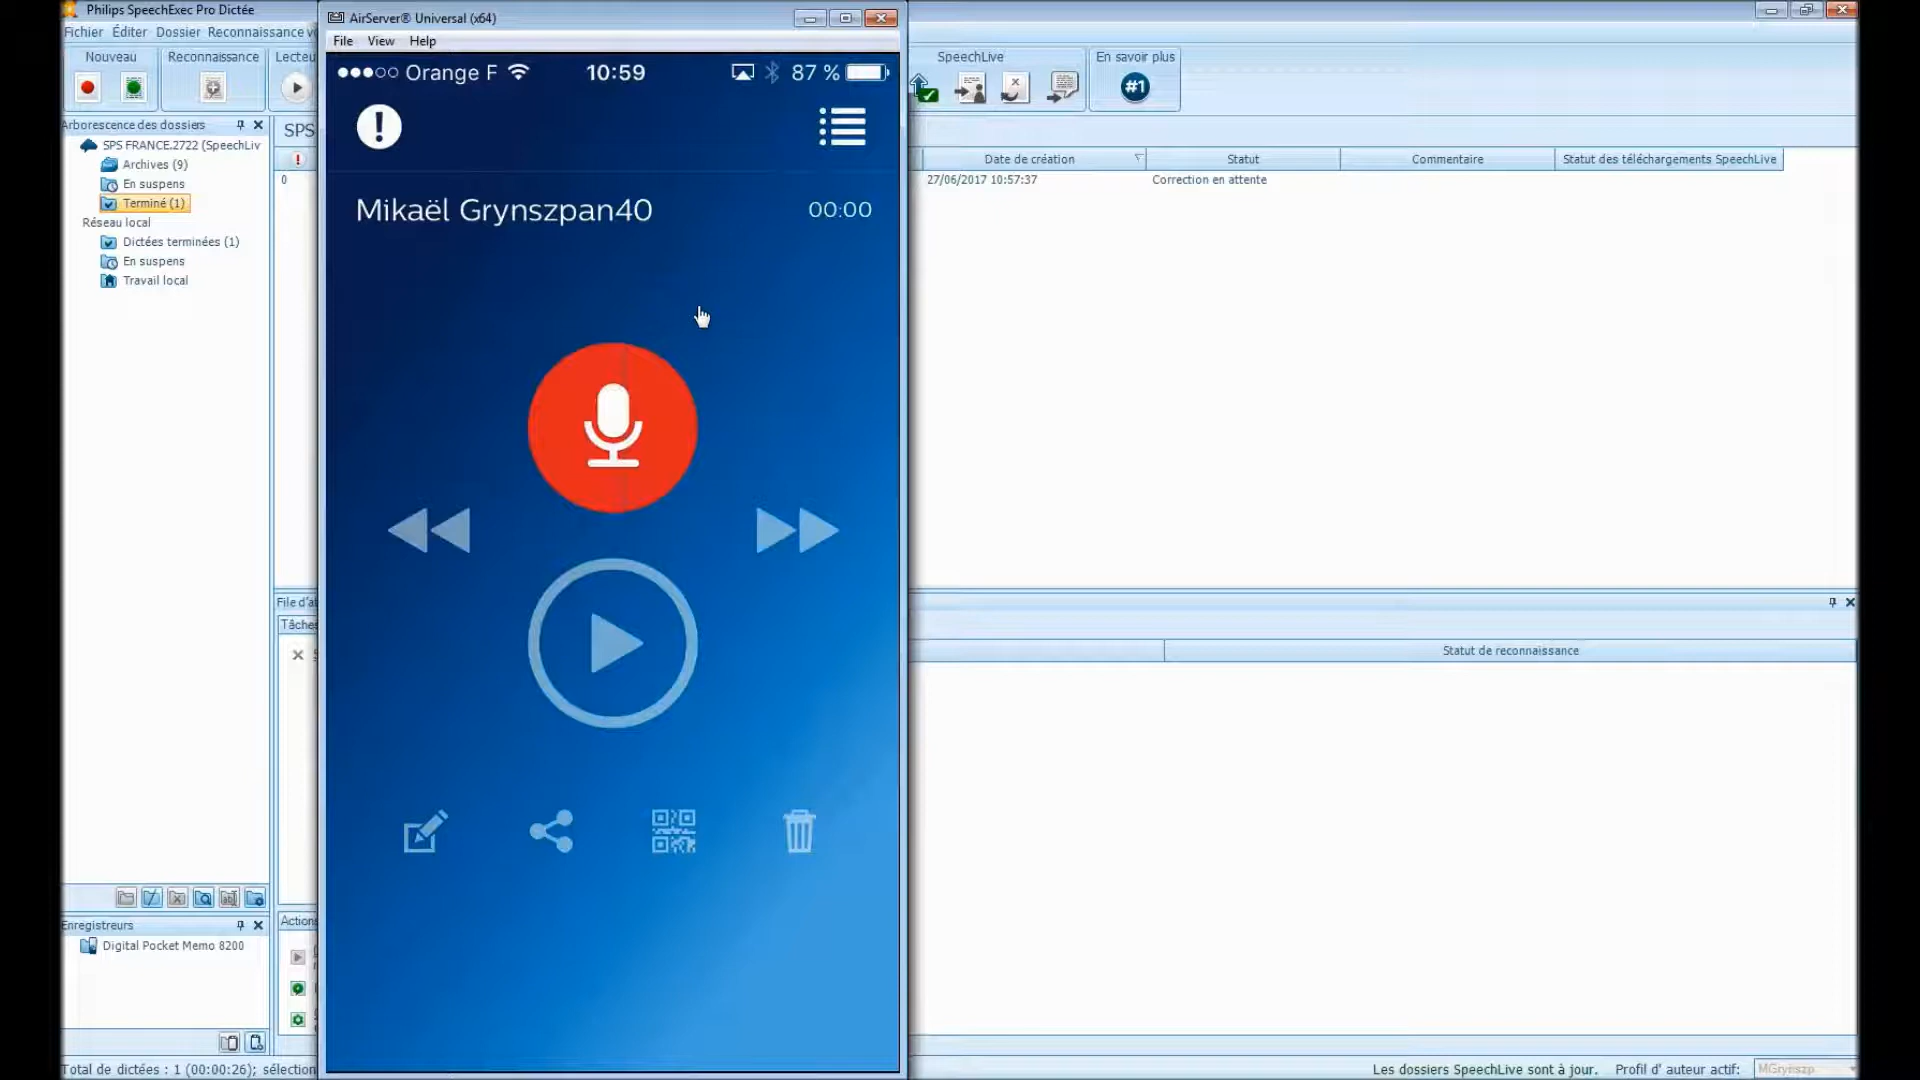 Philips SpeechExec Pro Dictée
AirServer® Universal (x64)
Fichier Éditer Dossier Reconnaissance
File View Help
Nouveau Reconnaissance
SpeechLive
En savoir plus
#1
Orange F 10:59 87 %
Arborescence des dossiers
SPS FRANCE.2722
Archives (9)
En suspens
Terminé (1)
Réseau local
Dictées terminées (1)
En suspens
Travail local
SPS
!
0
Mikaël Grynszpan40 00:00
Date de création Statut Commentaire Statut des téléchargements SpeechLive
27/06/2017 10:57:37 Correction en attente
Statut de reconnaissance
Enregistreurs
Digital Pocket Memo 8200
Actions
Total de dictées : 1 (00:00:26);
Les dossiers SpeechLive sont à jour. Profil d' auteur actif: